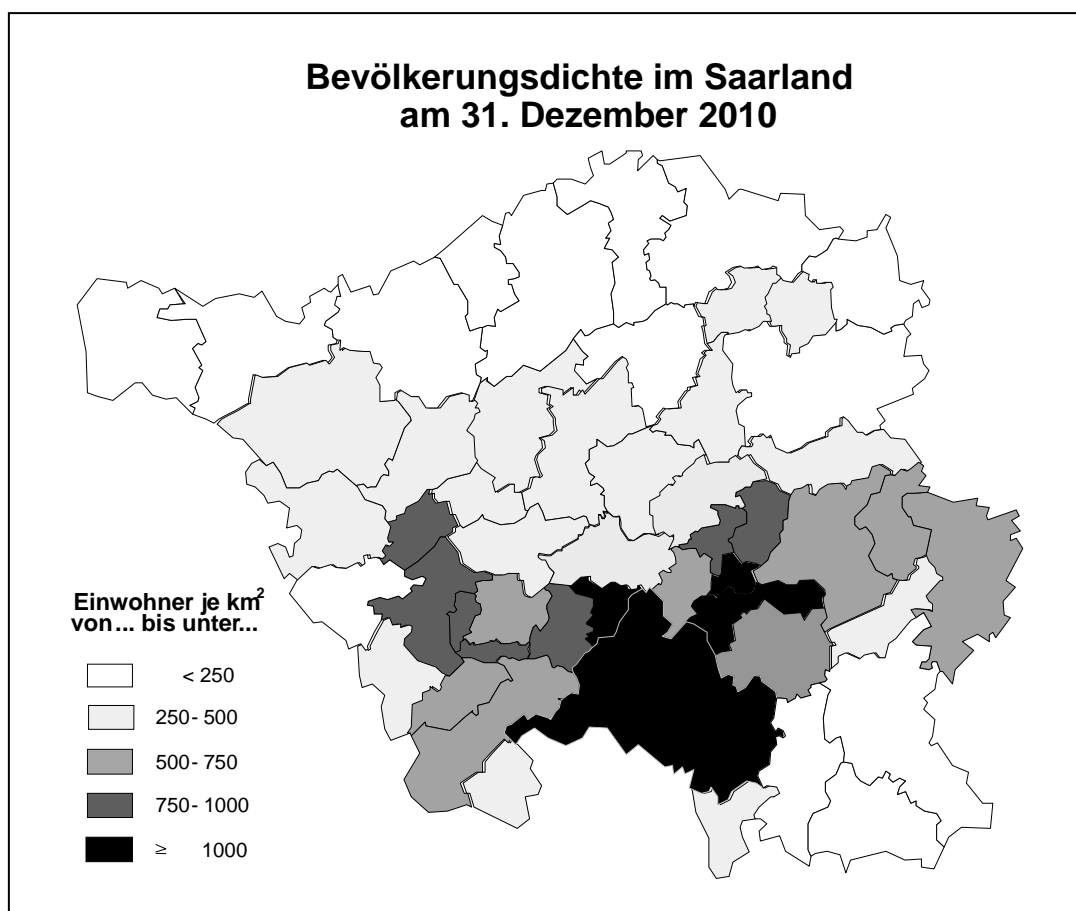 Bevölkerungsdichte im Saarland
am 31. Dezember 2010
Einwohner je km²
von ... bis unter...
< 250
250 - 500
500 - 750
750 - 1000
≥ 1000